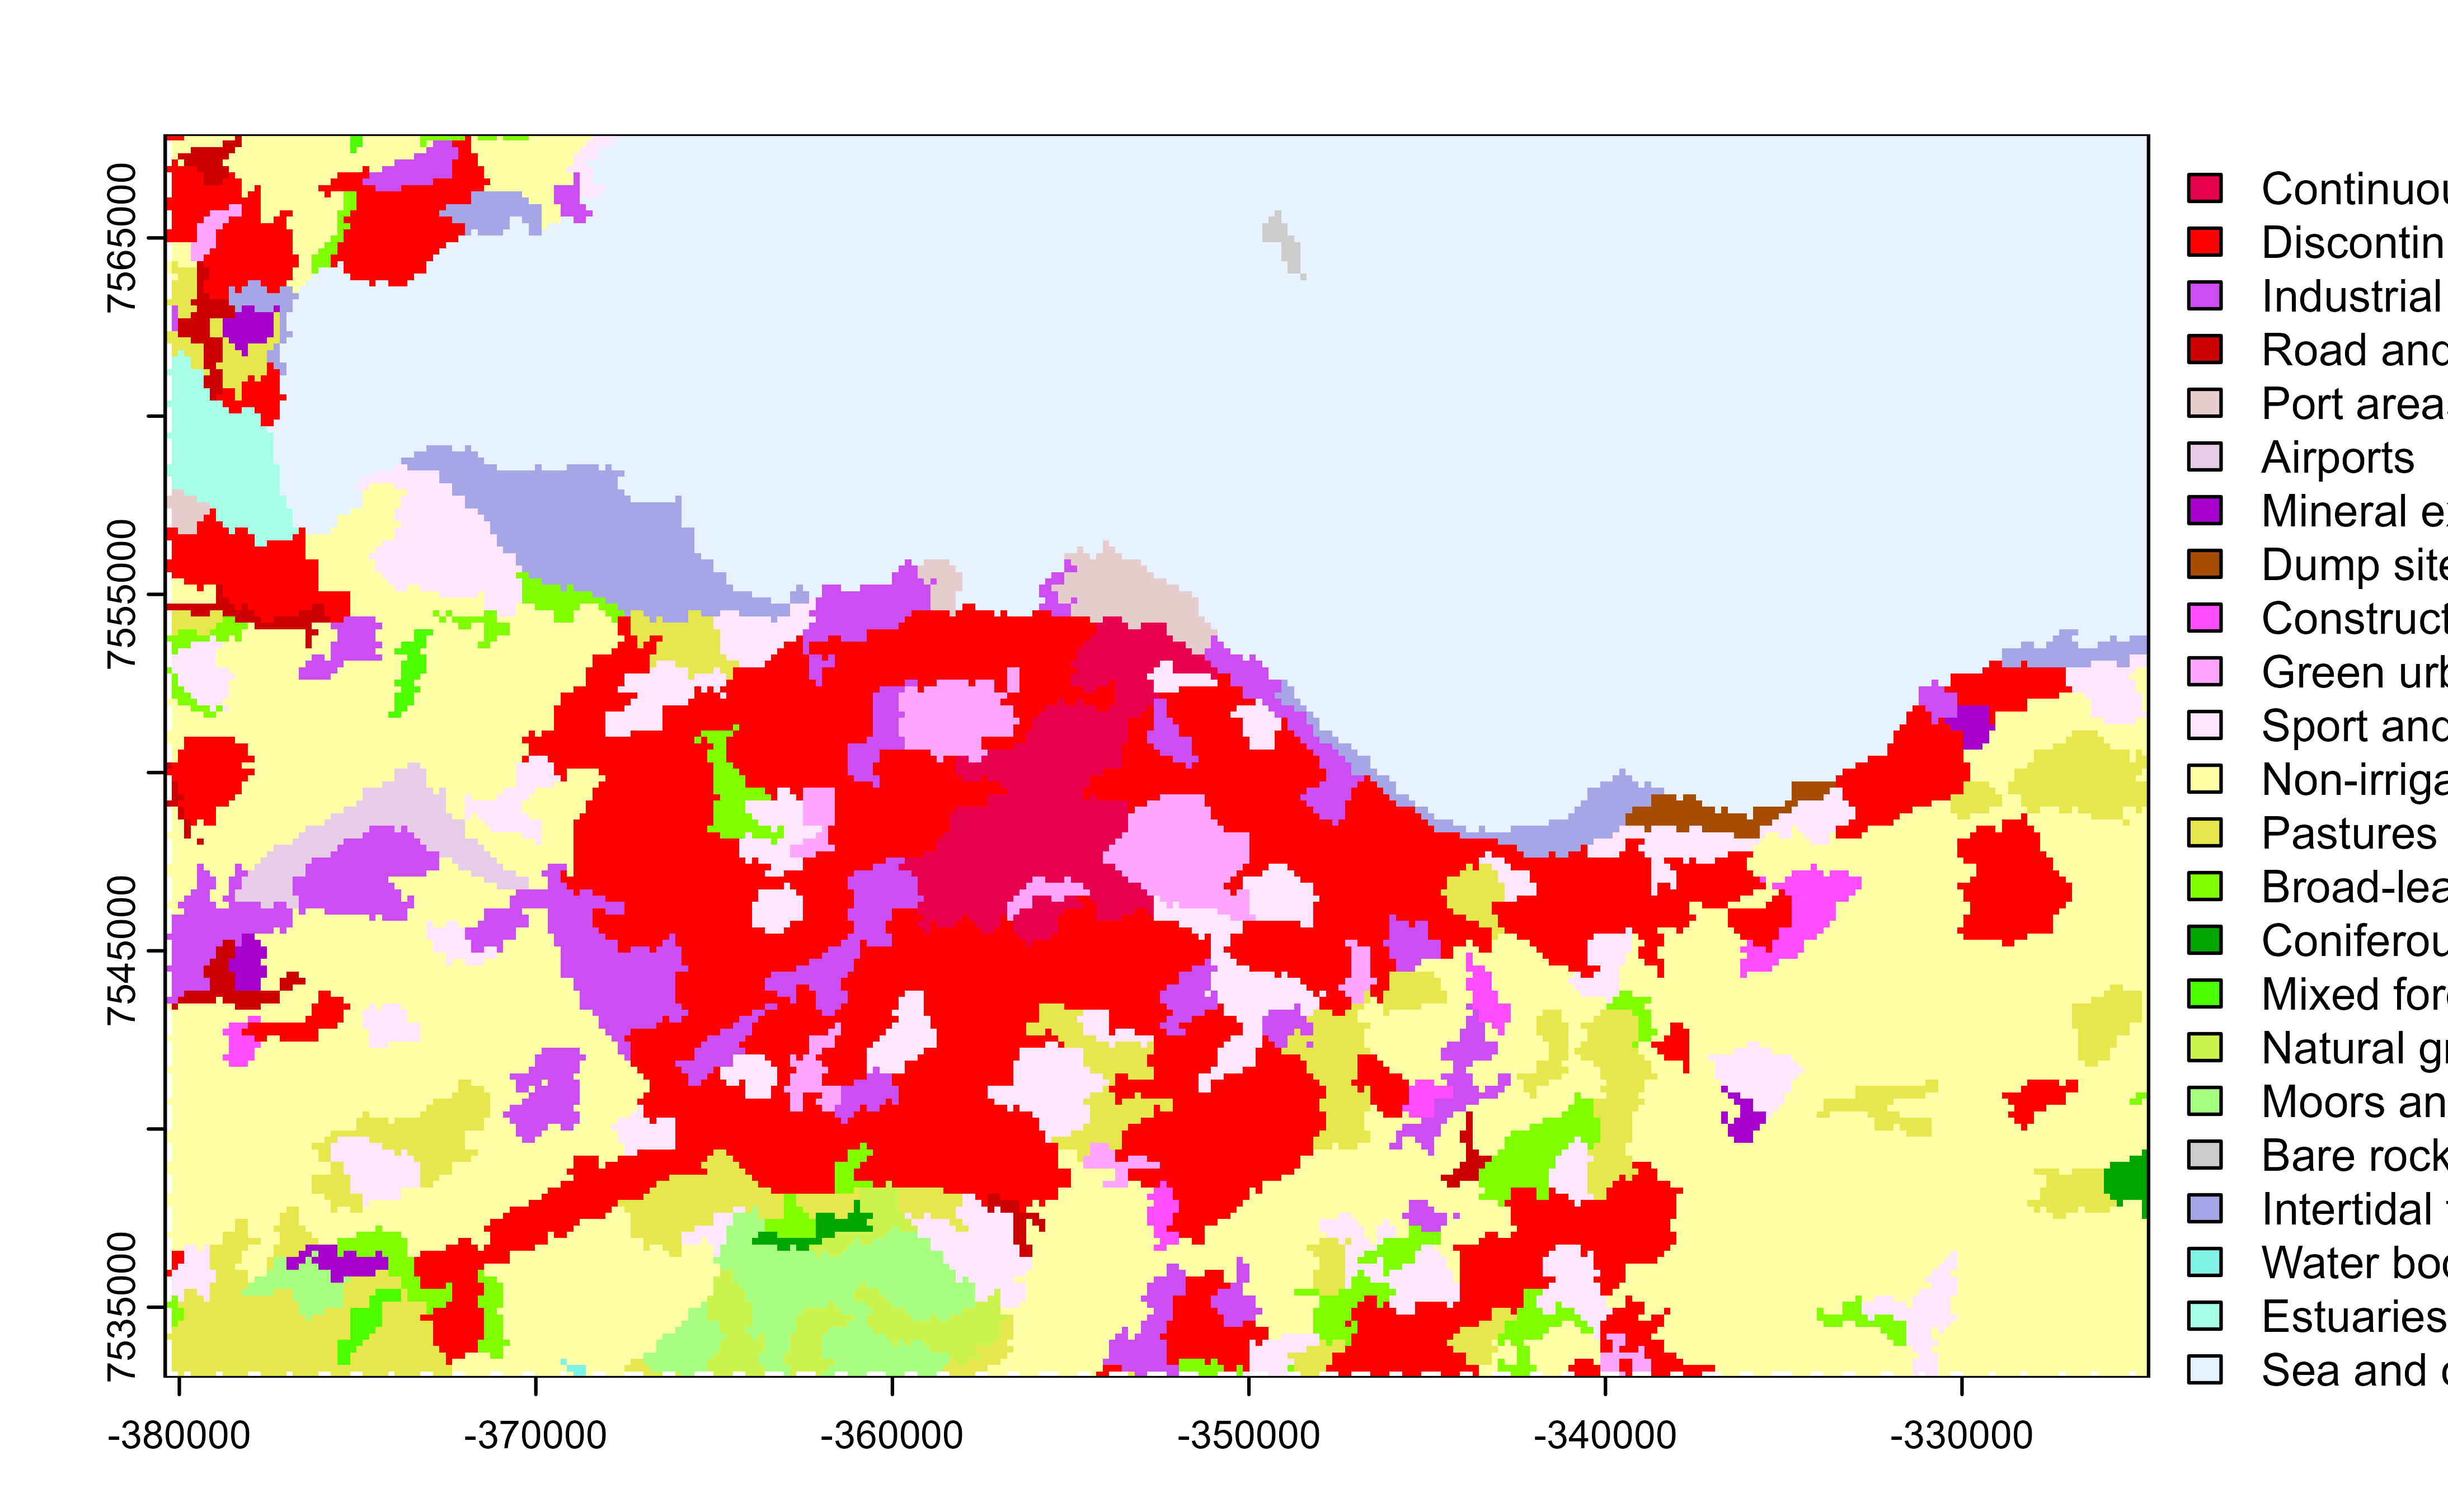 7565000
7555000
7545000
7535000
-380000
-370000
-360000
-350000
-340000
-330000
Continuou
Discontin
Industrial
Road and
Port area
Airports
Mineral e
Dump site
Construct
Green urb
Sport and
Non-irriga
Pastures
Broad-lea
Coniferou
Mixed for
Natural gr
Moors an
Bare rock
Intertidal
Water bod
Estuaries
Sea and o